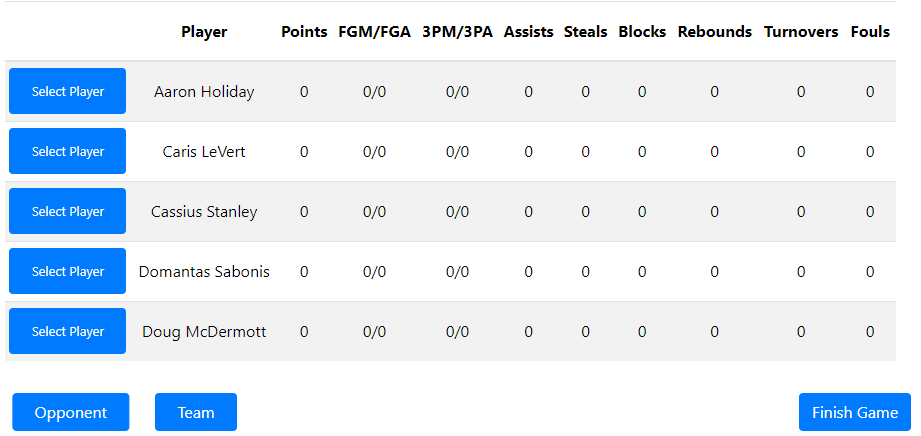 Player Points FGM/FGA 3PM/3PA Assists Steals Blocks Rebounds Turnovers Fouls
Select Player Aaron Holiday 0 0/0 0/0 0 0 0 0 0 0
Select Player Caris LeVert 0 0/0 0/0 0 0 0 0 0 0
Select Player Cassius Stanley 0 0/0 0/0 0 0 0 0 0 0
Select Player Domantas Sabonis 0 0/0 0/0 0 0 0 0 0 0
Select Player Doug McDermott 0 0/0 0/0 0 0 0 0 0 0
Opponent Team Finish Game